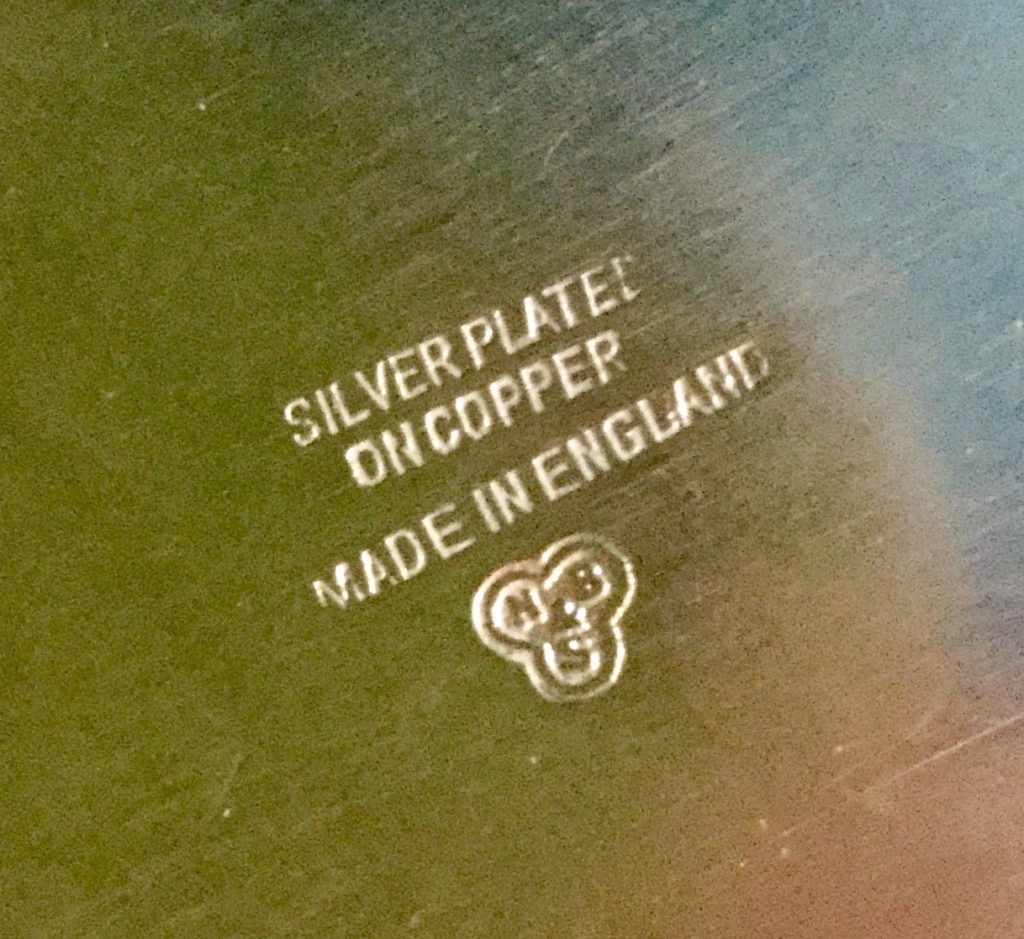 SILVER PLATED
ON COPPER
MADE IN ENGLAND
H B
&
S